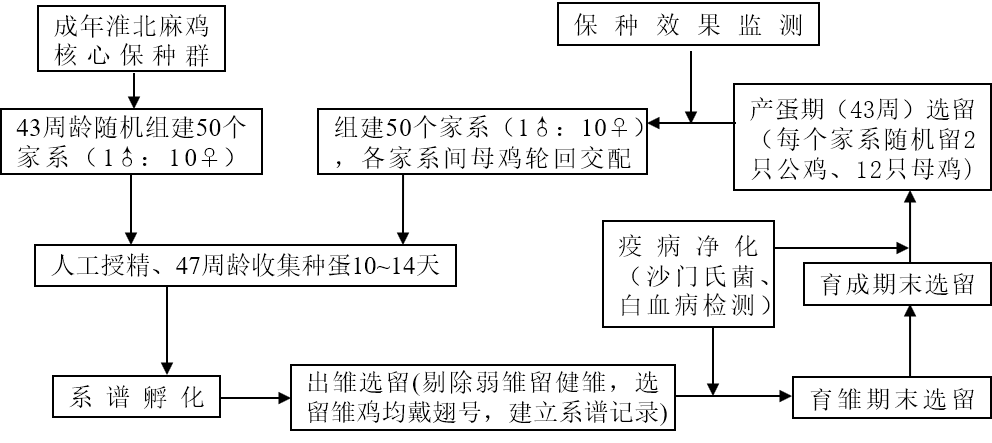 成年淮北麻鸡
核心保种群
保种效果监测
43周龄随机组建50个
家系（1♂：10♀）
组建50个家系（1♂：10♀）
，各家系间母鸡轮回交配
产蛋期（43周）选留
（每个家系随机留2
只公鸡、12只母鸡）
人工授精、47周龄收集种蛋10~14天
疫病净化
（沙门氏菌、
白血病检测）
育成期末选留
系谱孵化
出雏选留(剔除弱雏留健雏，选
留雏鸡均戴翅号，建立系谱记录)
育雏期末选留